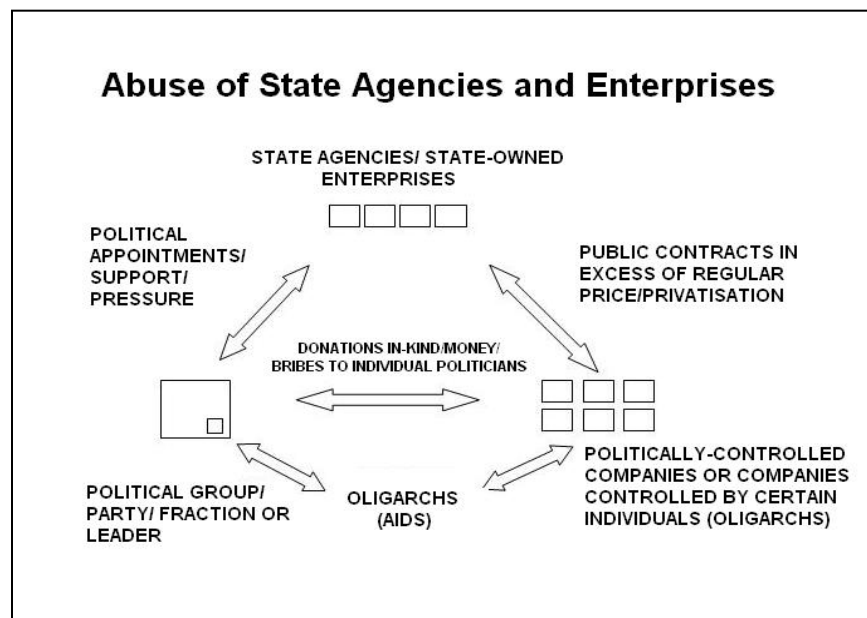 Abuse of State Agencies and Enterprises
STATE AGENCIES/ STATE-OWNED
ENTERPRISES
POLITICAL
APPOINTMENTS/
SUPPORT/
PRESSURE
PUBLIC CONTRACTS IN
EXCESS OF REGULAR
PRICE/PRIVATISATION
DONATIONS IN-KIND/MONEY/
BRIBES TO INDIVIDUAL POLITICIANS
POLITICAL GROUP/
PARTY/ FRACTION OR
LEADER
OLIGARCHS
(AIDS)
POLITICALLY-CONTROLLED
COMPANIES OR COMPANIES
CONTROLLED BY CERTAIN
INDIVIDUALS (OLIGARCHS)